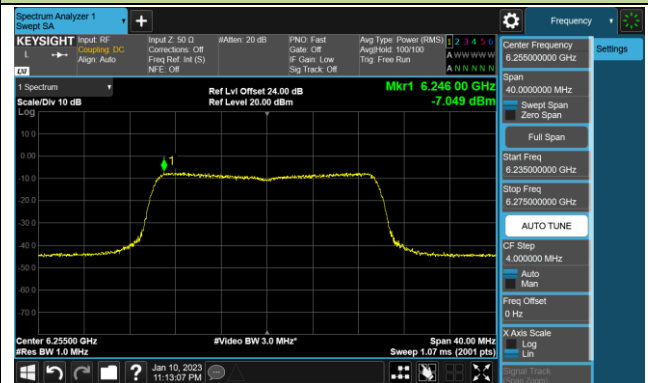 Spectrum Analyzer 1
Swept SA
Frequency
KEYSIGHT
L
LXI
Input: RF
Coupling: DC
Align: Auto
Input Z: 50 Ω
Corrections: Off
Freq Ref: Int (S)
NFE: Off
#Atten: 20 dB
PNO: Fast
Gate: Off
IF Gain: Low
Sig Track: Off
Avg Type: Power (RMS)
Avg|Hold: 100/100
Trig: Free Run
1 2 3 4 5 6
A W W W W W
A N N N N N
1 Spectrum
Scale/Div 10 dB
Log
Ref Lvl Offset 24.00 dB
Ref Level 20.00 dBm
Mkr1 6.246 00 GHz
-7.049 dBm
1
10.0
0.00
-10.0
-20.0
-30.0
-40.0
-50.0
-60.0
-70.0
Center 6.25500 GHz
#Res BW 1.0 MHz
#Video BW 3.0 MHz*
Span 40.00 MHz
Sweep 1.07 ms (2001 pts)
Jan 10, 2023
11:13:07 PM
Center Frequency
6.255000000 GHz
Settings
Span
40.0000000 MHz
Swept Span
Zero Span
Full Span
Start Freq
6.235000000 GHz
Stop Freq
6.275000000 GHz
AUTO TUNE
CF Step
4.000000 MHz
Auto
Man
Freq Offset
0 Hz
X Axis Scale
Log
Lin
Signal Track
(Span Zoom)